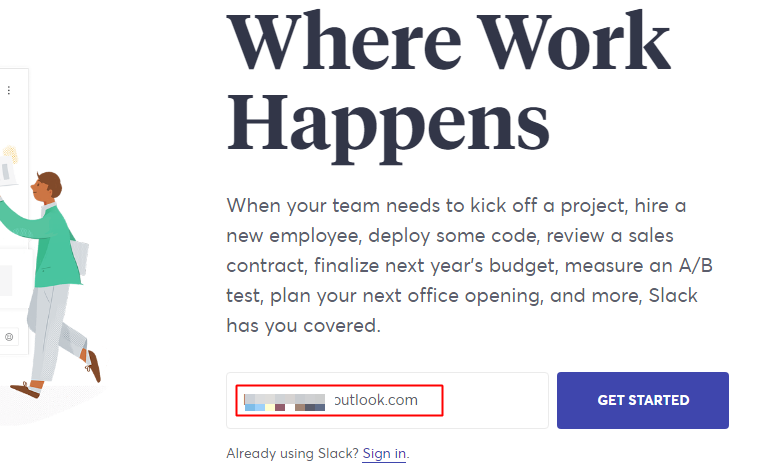 Where Work
Happens
When your team needs to kick off a project, hire a
new employee, deploy some code, review a sales
contract, finalize next year's budget, measure an A/B
test, plan your next office opening, and more, Slack
has you covered.
outlook.com
GET STARTED
Already using Slack? Sign in.